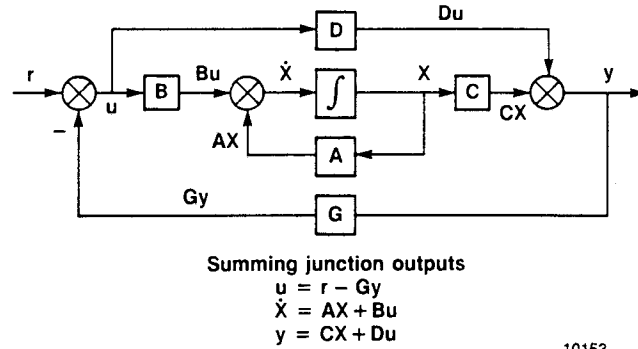 D
Du
r
u
B
Bu
Ẋ
∫
X
C
CX
y
–
AX
A
Gy
G
Summing junction outputs
u = r – Gy
Ẋ = AX + Bu
y = CX + Du